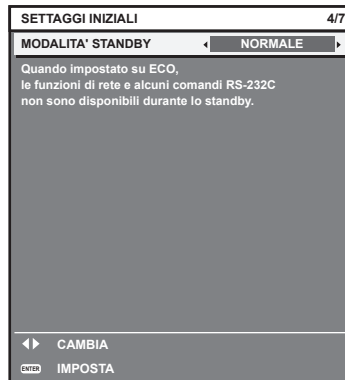 SETTAGGI INIZIALI 4/7
MODALITA' STANDBY NORMALE
Quando impostato su ECO,
le funzioni di rete e alcuni comandi RS-232C
non sono disponibili durante lo standby.
CAMBIA
ENTER IMPOSTA